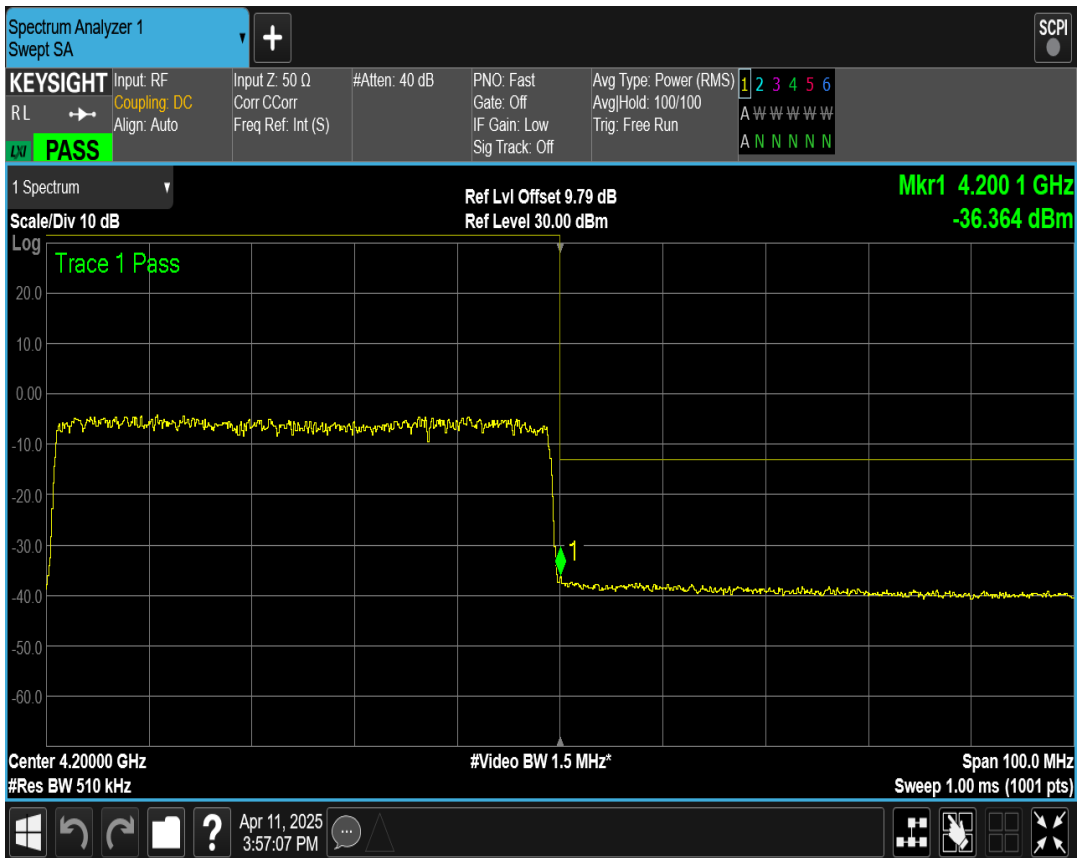 Spectrum Analyzer 1
Swept SA
+
SCPI
KEYSIGHT
RL
LXI PASS
Input: RF
Coupling: DC
Align: Auto
Input Z: 50 Ω
Corr CCorr
Freq Ref: Int (S)
#Atten: 40 dB
PNO: Fast
Gate: Off
IF Gain: Low
Sig Track: Off
Avg Type: Power (RMS)
Avg|Hold: 100/100
Trig: Free Run
1 2 3 4 5 6
A W W W W W
A N N N N N
1 Spectrum
Scale/Div 10 dB
Ref Lvl Offset 9.79 dB
Ref Level 30.00 dBm
Mkr1 4.200 1 GHz
-36.364 dBm
Log
Trace 1 Pass
20.0
10.0
0.00
-10.0
-20.0
-30.0
1
-40.0
-50.0
-60.0
Center 4.20000 GHz
#Video BW 1.5 MHz*
Span 100.0 MHz
#Res BW 510 kHz
Sweep 1.00 ms (1001 pts)
?
Apr 11, 2025
3:57:07 PM